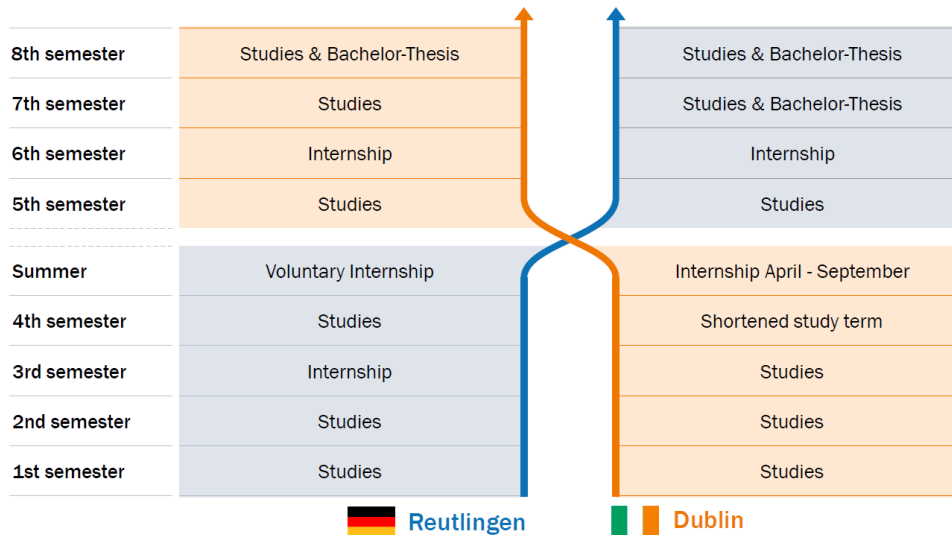 8th semester Studies & Bachelor-Thesis Studies & Bachelor-Thesis
7th semester Studies Studies & Bachelor-Thesis
6th semester Internship Internship
5th semester Studies Studies
Summer Voluntary Internship Internship April - September
4th semester Studies Shortened study term
3rd semester Internship Studies
2nd semester Studies Studies
1st semester Studies Studies
Reutlingen Dublin